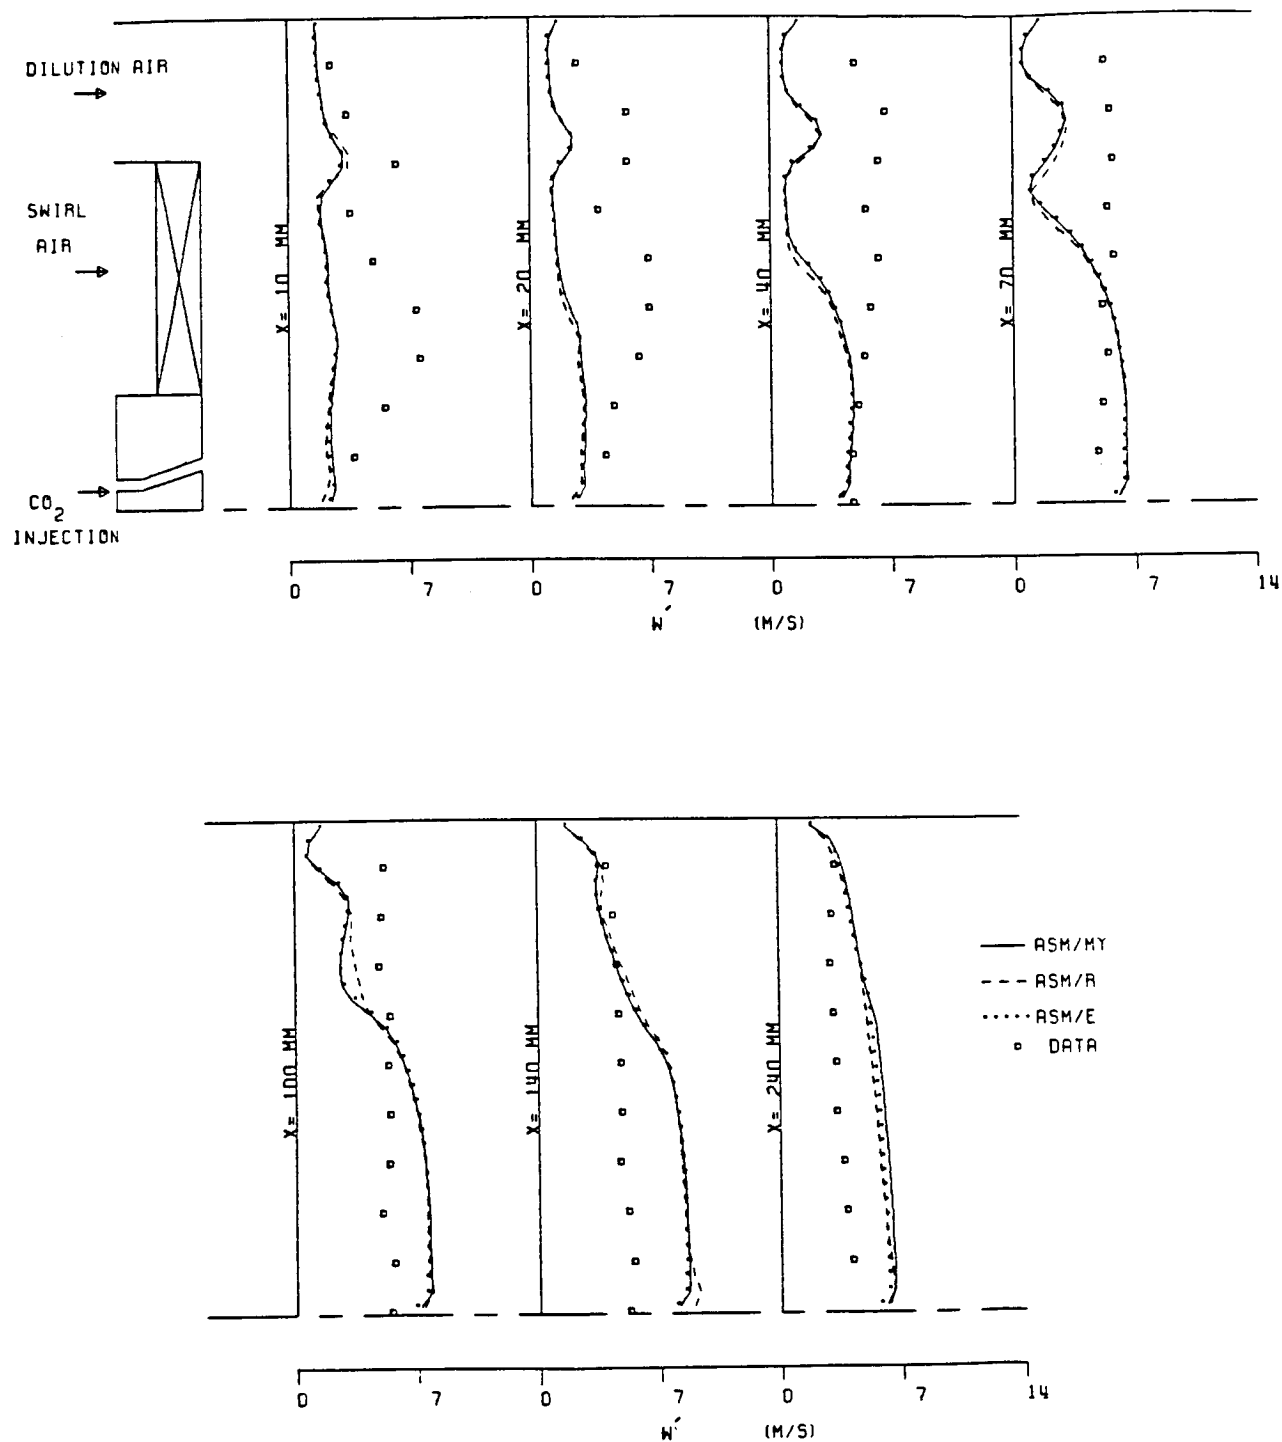 DILUTION AIR
SWIRL
AIR
CO2
INJECTION
X= 10 MM
X= 20 MM
X= 40 MM
X= 70 MM
0 7 0 7 0 7 0 7 14
W′ (M/S)
X= 100 MM
X= 140 MM
X= 240 MM
ASM/MY
ASM/R
ASM/E
DATA
0 7 0 7 0 7 14
W′ (M/S)